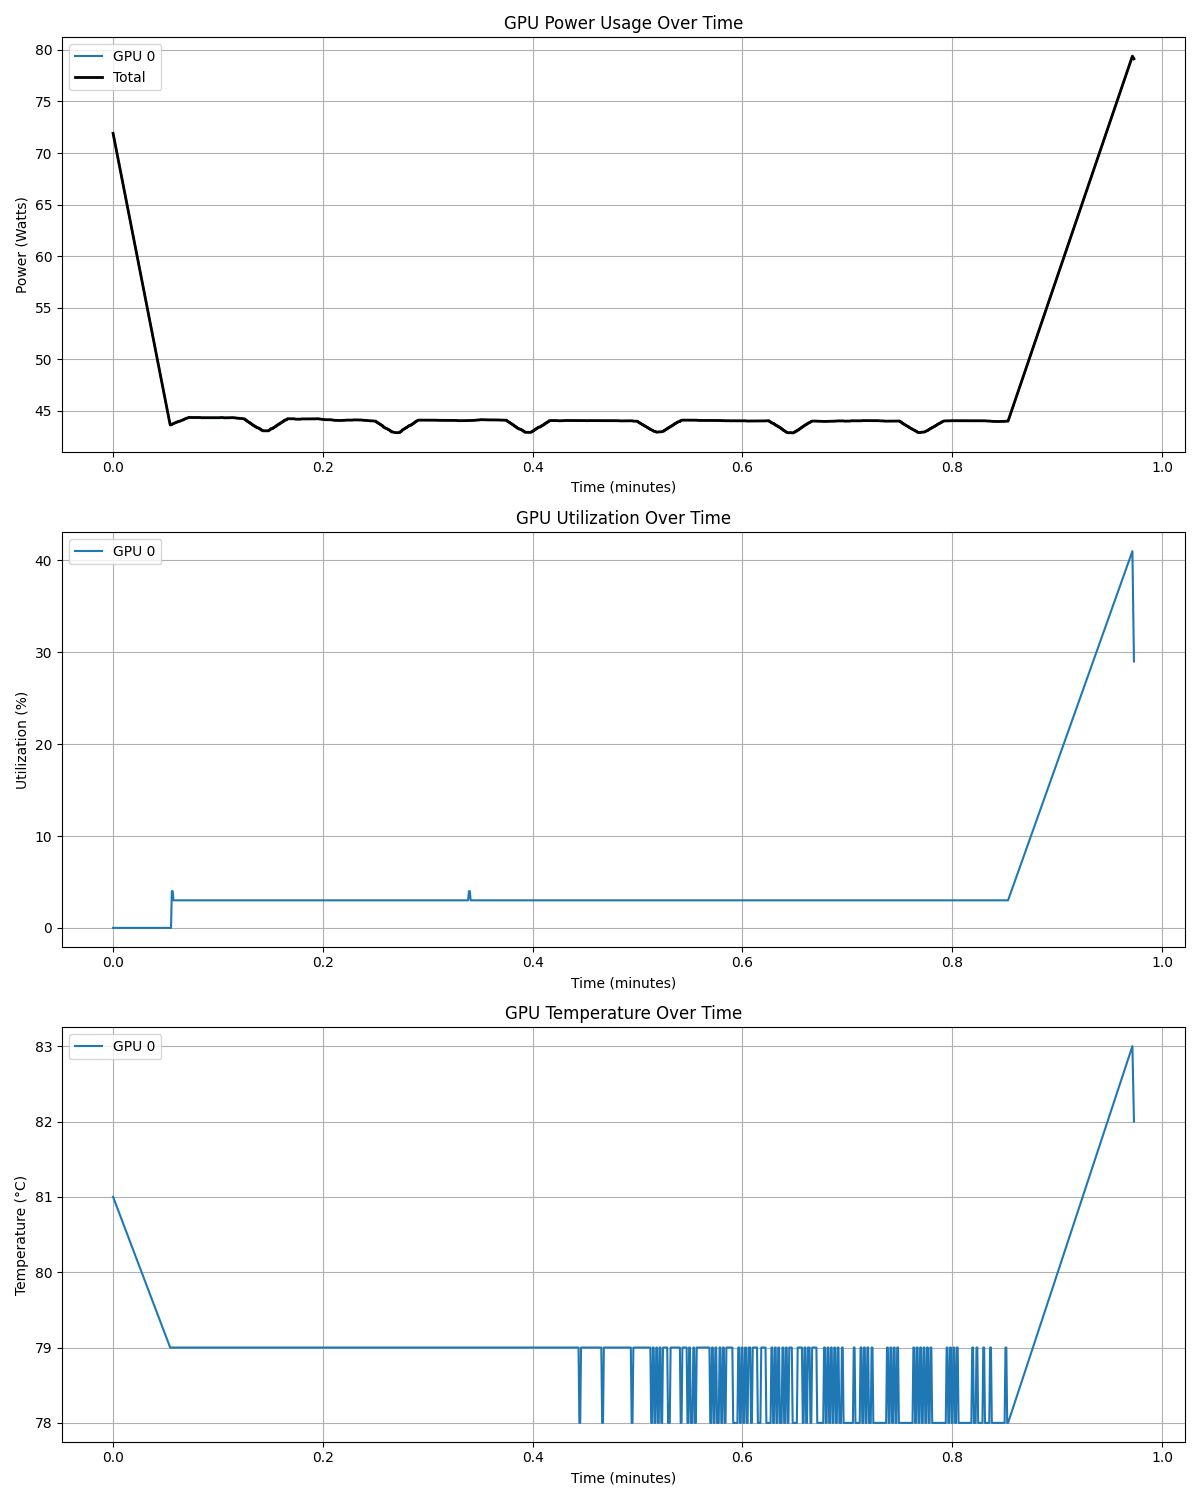 GPU Power Usage Over Time
GPU 0
Total
80
75
70
65
60
55
50
45
Power (Watts)
0.0 0.2 0.4 0.6 0.8 1.0
Time (minutes)
GPU Utilization Over Time
GPU 0
40
30
20
10
0
Utilization (%)
0.0 0.2 0.4 0.6 0.8 1.0
Time (minutes)
GPU Temperature Over Time
GPU 0
83
82
81
80
79
78
Temperature (°C)
0.0 0.2 0.4 0.6 0.8 1.0
Time (minutes)